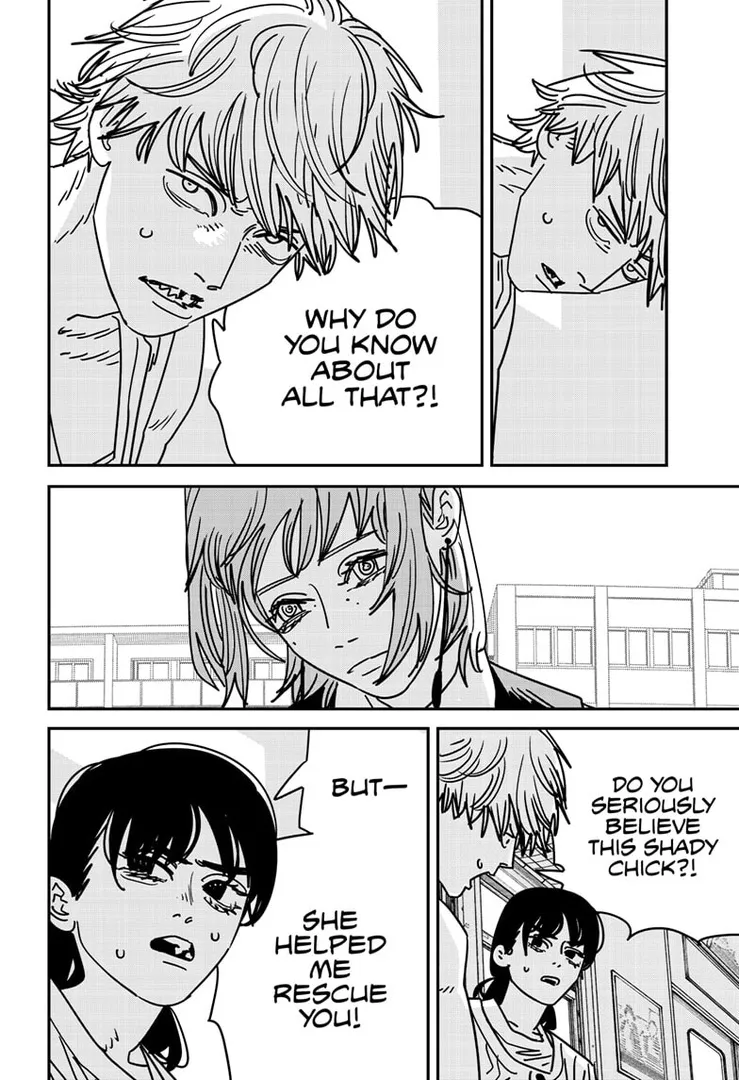 WHY DO
YOU KNOW
ABOUT
ALL THAT?!
DO YOU
SERIOUSLY
BELIEVE
THIS SHADY
CHICK?!
BUT—
SHE
HELPED
ME
RESCUE
YOU!